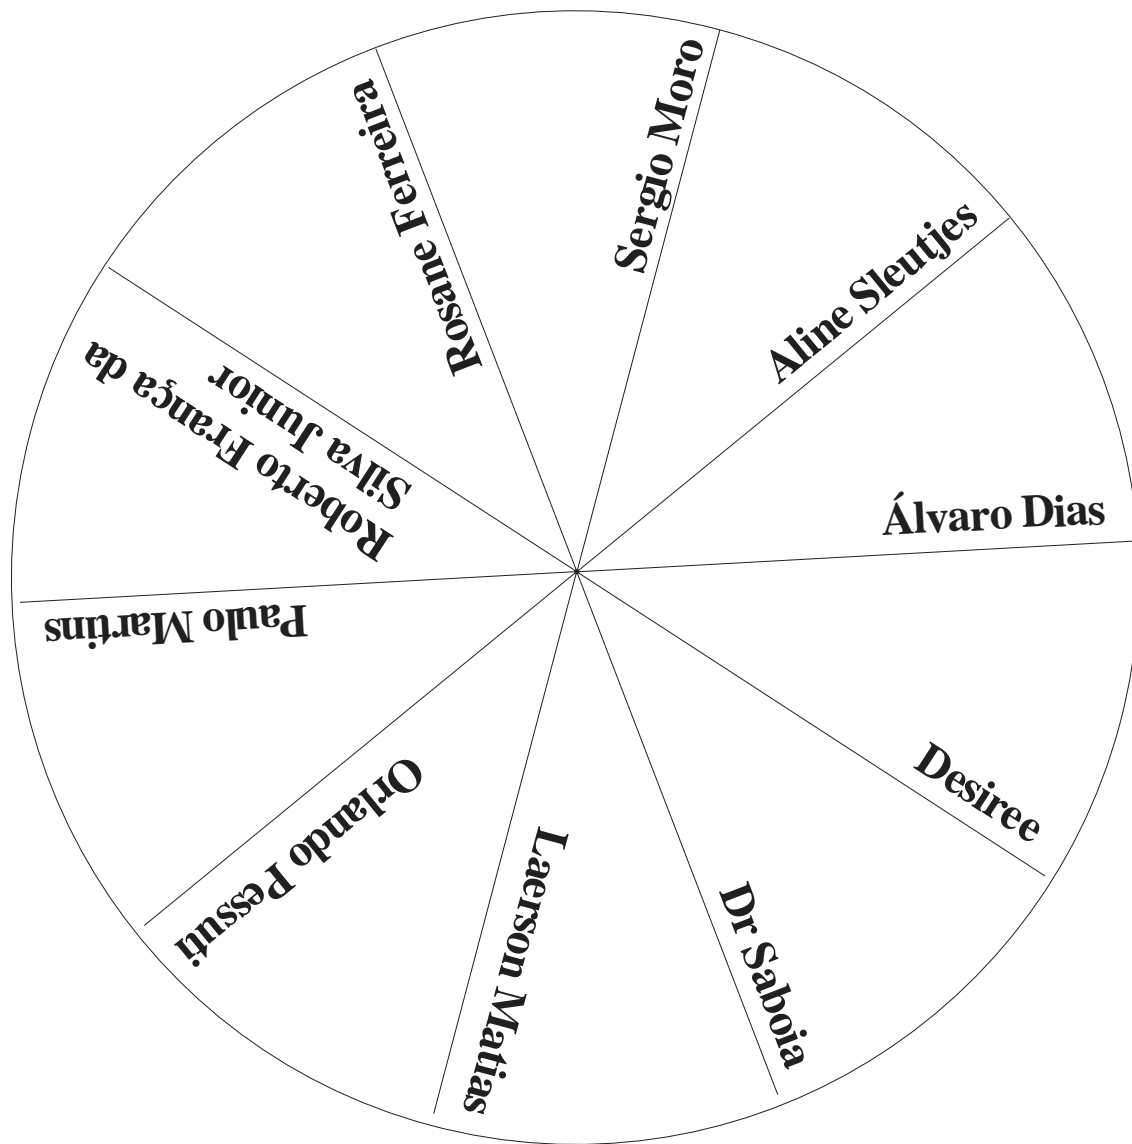 Sergio Moro
Aline Sleutjes
Álvaro Dias
Desiree
Dr Saboia
Laerson Matias
Orlando Pessuti
Paulo Martins
Roberto França da
Silva Junior
Rosane Ferreira